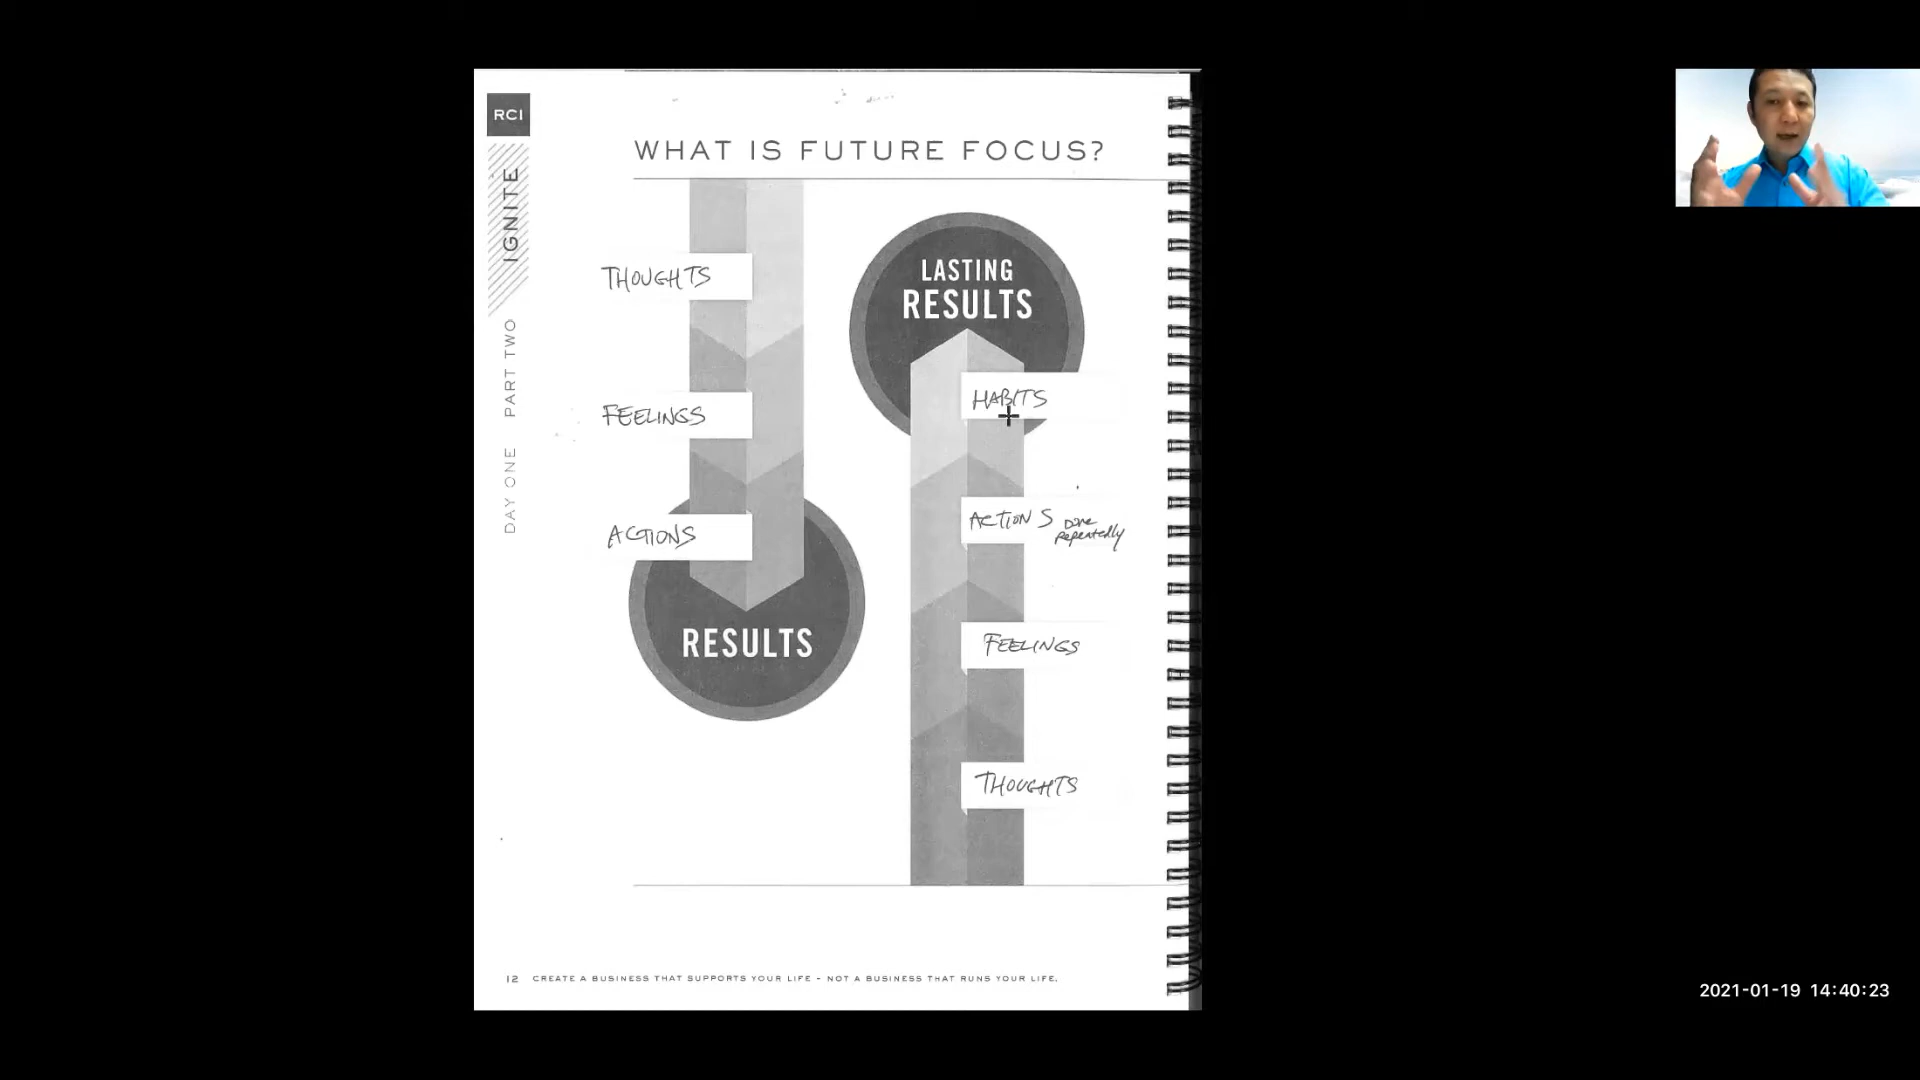 RCI
IGNITE
DAY ONE PART TWO
WHAT IS FUTURE FOCUS?
THOUGHTS
FEELINGS
ACTIONS
RESULTS
LASTING
RESULTS
HABITS
ACTIONS Done
repeatedly
FEELINGS
THOUGHTS
12 CREATE A BUSINESS THAT SUPPORTS YOUR LIFE - NOT A BUSINESS THAT RUNS YOUR LIFE.
2021-01-19 14:40:23